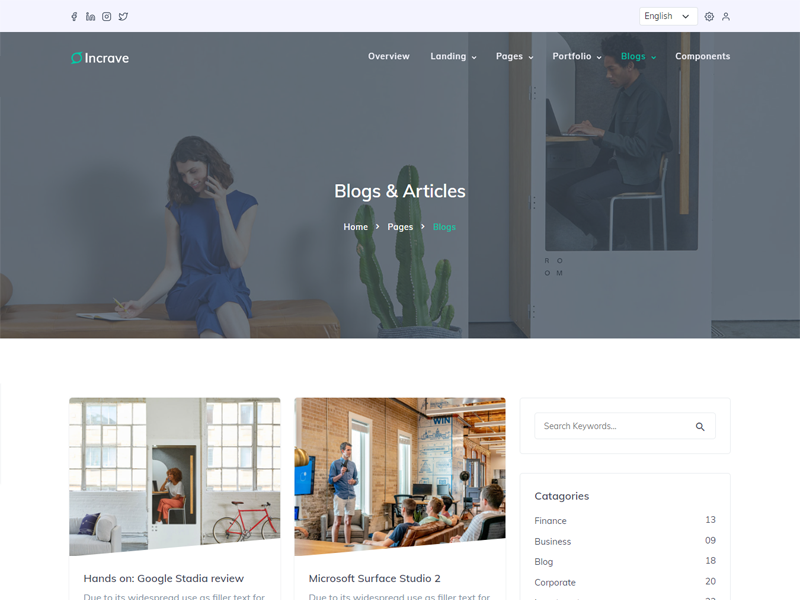 English
Incrave
Overview Landing Pages Portfolio Blogs Components
Blogs & Articles
Home > Pages > Blogs
R O
O M
WIN
Search Keywords...
Catagories
Finance 13
Business 09
Blog 18
Corporate 20
Hands on: Google Stadia review
Due to its widespread use as filler text for
Microsoft Surface Studio 2
Due to its widespread use as filler text for